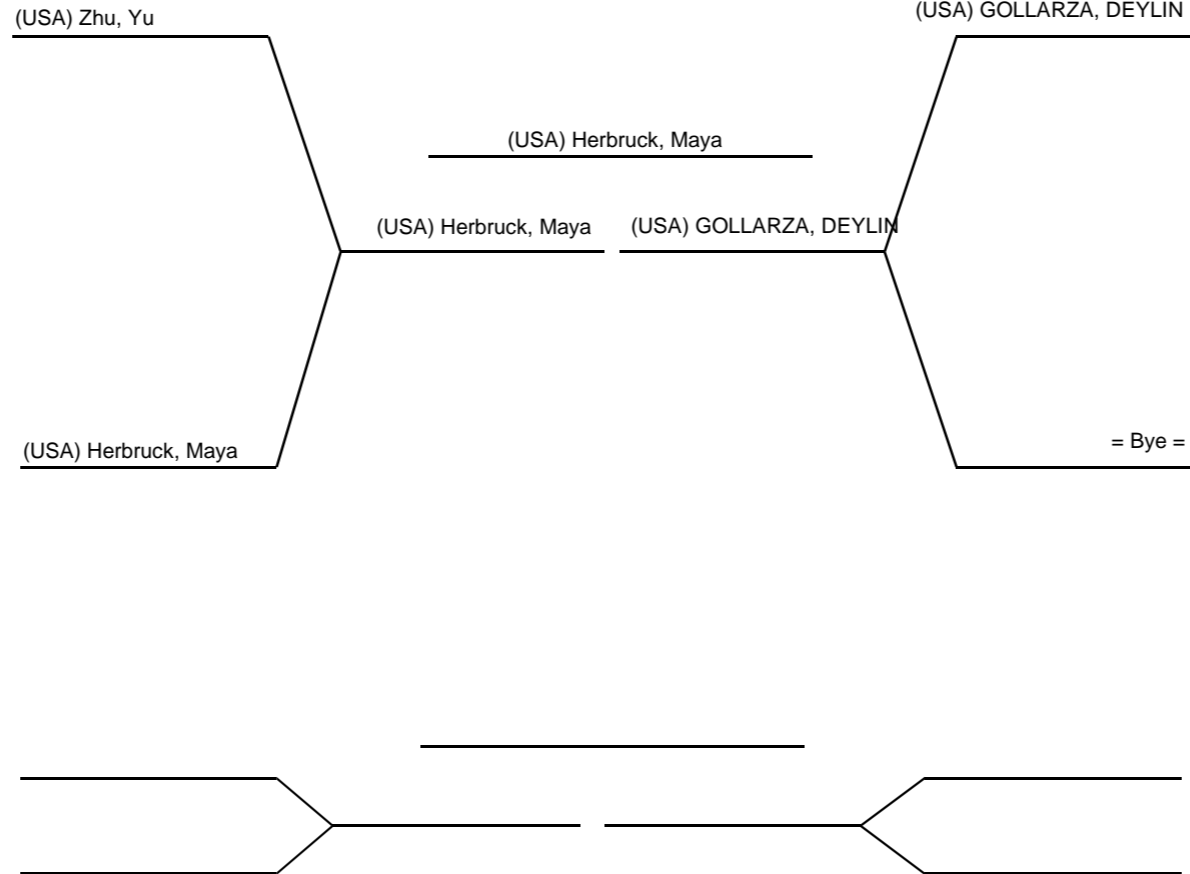 (USA) Zhu, Yu
(USA) GOLLARZA, DEYLIN
(USA) Herbruck, Maya
(USA) Herbruck, Maya
(USA) GOLLARZA, DEYLIN
(USA) Herbruck, Maya
= Bye =